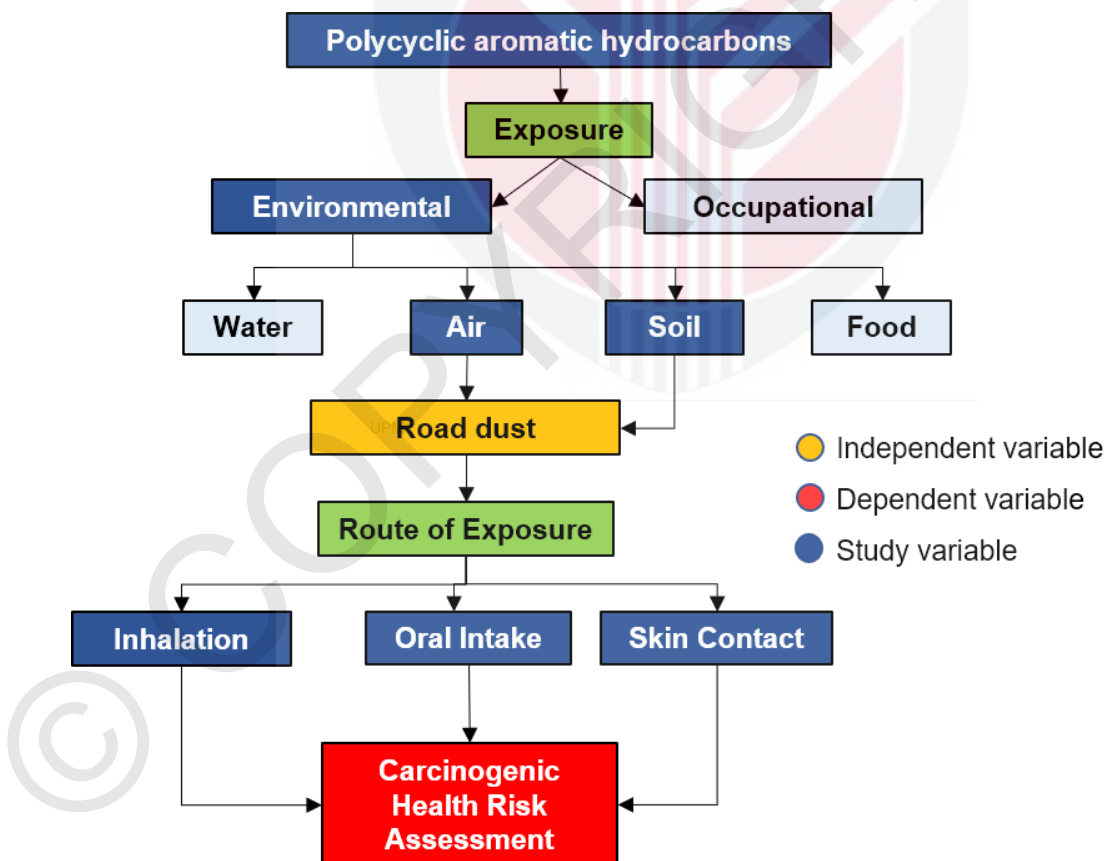 Polycyclic aromatic hydrocarbons
Exposure
Environmental
Occupational
Water
Air
Soil
Food
Road dust
Independent variable
Dependent variable
Study variable
Route of Exposure
Inhalation
Oral Intake
Skin Contact
Carcinogenic
Health Risk
Assessment
© COPYRIGH